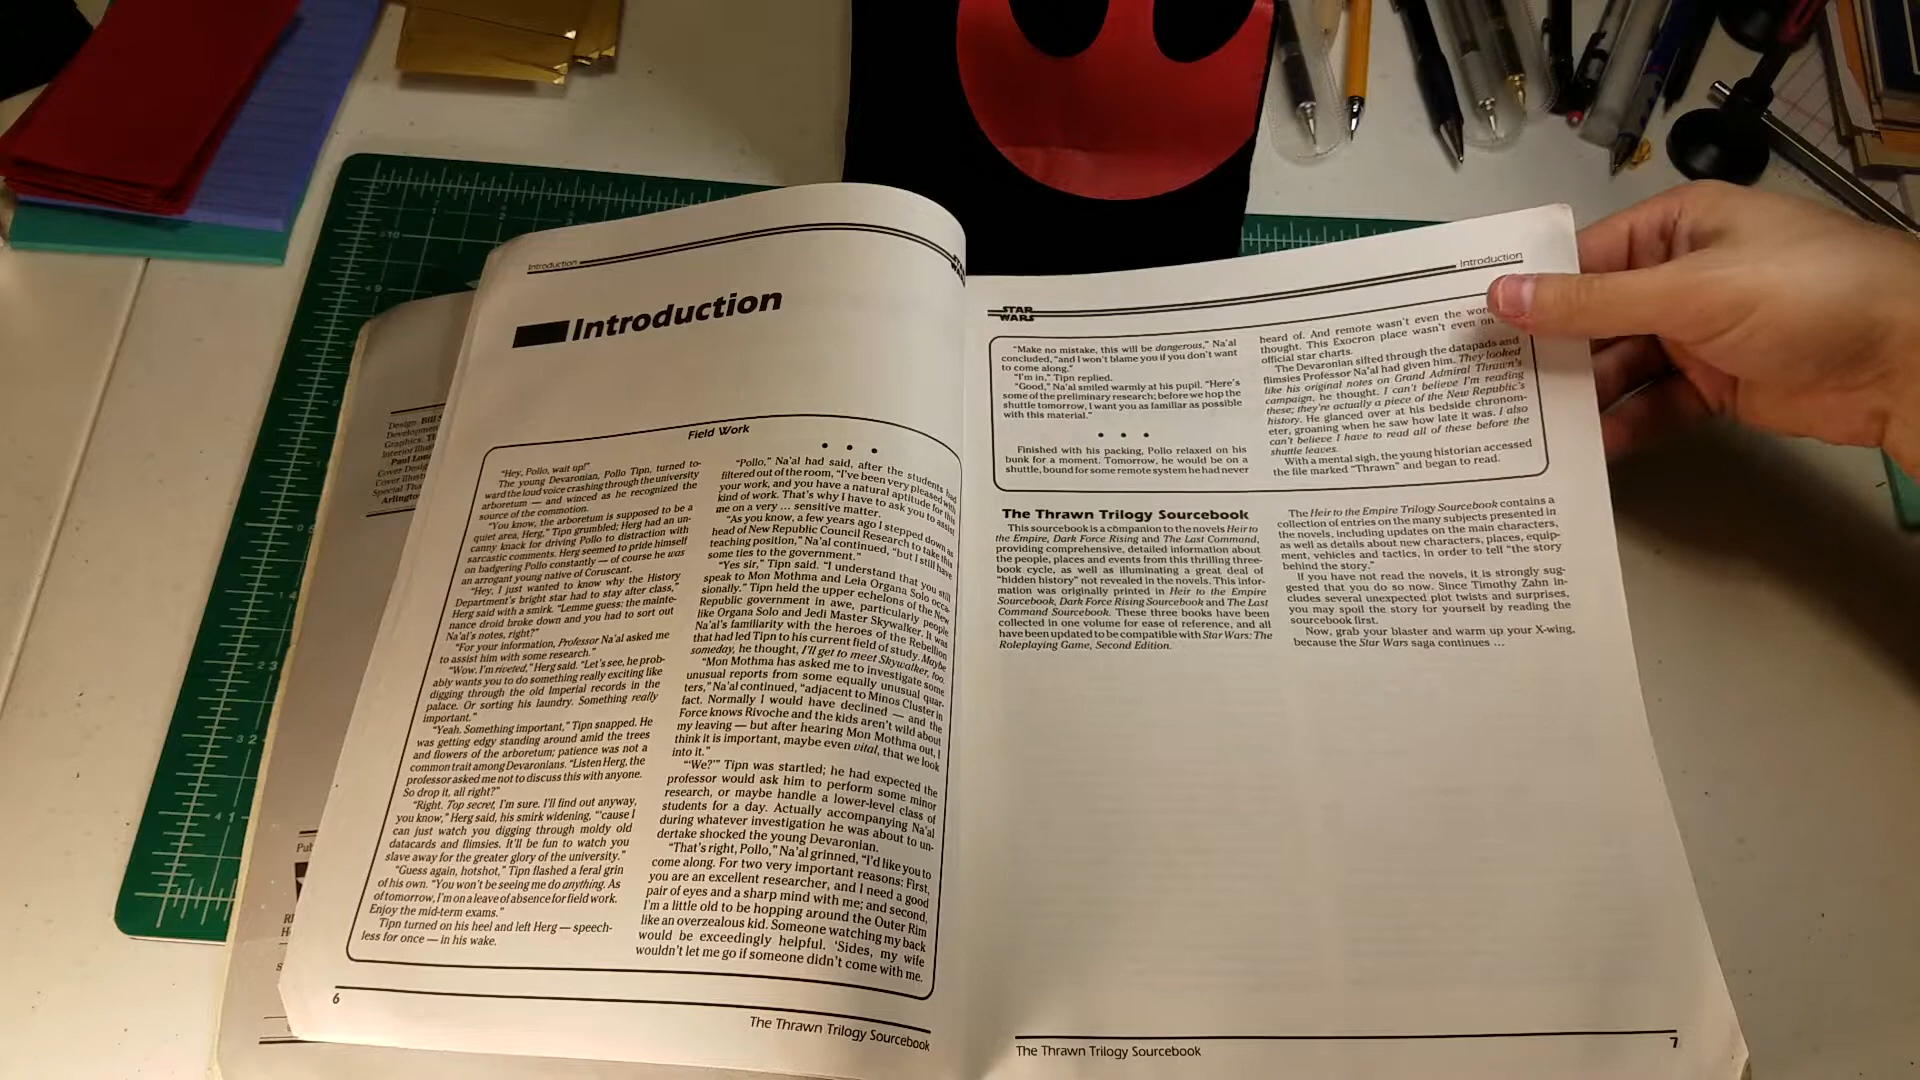 Introduction
Introduction
Field Work
"Hey, Pollo, wait up!"
The young Devaronian, Pollo Tipn, turned to-
ward the loud voice crashing through the university
arboretum — and winced as he recognized the
source of the commotion.
"You know, the arboretum is supposed to be a
quiet area, Herg," Tipn grumbled; Herg had an un-
canny knack for driving Pollo to distraction with
sarcastic comments. Herg seemed to pride himself
on badgering Pollo constantly — of course he was
an arrogant young native of Coruscant.
"Hey, I just wanted to know why the History
Department's bright star had to stay after class,"
Herg said with a smirk. "Lemme guess: the mainte-
nance droid broke down and you had to sort out
Na'al's notes, right?"
"For your information, Professor Na'al asked me
to assist him with some research."
"Wow. I'm riveted," Herg said. "Let's see, he prob-
ably wants you to do something really exciting like
digging through the old Imperial records in the
palace. Or sorting his laundry. Something really
important."
"Yeah. Something important," Tipn snapped. He
was getting edgy standing around amid the trees
and flowers of the arboretum; patience was not a
common trait among Devaronians. "Listen Herg, the
professor asked me not to discuss this with anyone.
So drop it, all right?"
"Right. Top secret, I'm sure. I'll find out anyway,
you know," Herg said, his smirk widening, "'cause I
can just watch you digging through moldy old
datacards and flimsies. It'll be fun to watch you
slave away for the greater glory of the university."
"Guess again, hotshot," Tipn flashed a feral grin
of his own. "You won't be seeing me do anything. As
of tomorrow, I'm on a leave of absence for field work.
Enjoy the mid-term exams."
Tipn turned on his heel and left Herg — speech-
less for once — in his wake.
• • •
"Pollo," Na'al had said, after the students had
filtered out of the room, "I've been very pleased with
your work, and you have a natural aptitude for this
kind of work. That's why I have to ask you to assist
me on a very ... sensitive matter.
"As you know, a few years ago I stepped down as
head of New Republic Council Research to take this
teaching position," Na'al continued, "but I still have
some ties to the government."
"Yes sir," Tipn said. "I understand that you still
speak to Mon Mothma and Leia Organa Solo occa-
sionally." Tipn held the upper echelons of the New
Republic government in awe, particularly people
like Organa Solo and Jedi Master Skywalker. It was
Na'al's familiarity with the heroes of the Rebellion
that had led Tipn to his current field of study. Maybe
someday, he thought, I'll get to meet Skywalker, too.
"Mon Mothma has asked me to investigate some
unusual reports from some equally unusual quar-
ters," Na'al continued, "adjacent to Minos Cluster in
fact. Normally I would have declined — and the
Force knows Rivoche and the kids aren't wild about
my leaving — but after hearing Mon Mothma out, I
think it is important, maybe even vital, that we look
into it."
"'We?'" Tipn was startled; he had expected the
professor would ask him to perform some minor
research, or maybe handle a lower-level class of
students for a day. Actually accompanying Na'al
during whatever investigation he was about to un-
dertake shocked the young Devaronian.
"That's right, Pollo," Na'al grinned, "I'd like you to
come along. For two very important reasons: First,
you are an excellent researcher, and I need a good
pair of eyes and a sharp mind with me; and second,
I'm a little old to be hopping around the Outer Rim
like an overzealous kid. Someone watching my back
would be exceedingly helpful. 'Sides, my wife
wouldn't let me go if someone didn't come with me.
6
The Thrawn Trilogy Sourcebook
STAR
WARS
Introduction
"Make no mistake, this will be dangerous," Na'al
concluded, "and I won't blame you if you don't want
to come along."
"I'm in," Tipn replied.
"Good," Na'al smiled warmly at his pupil. "Here's
some of the preliminary research; before we hop the
shuttle tomorrow, I want you as familiar as possible
with this material."
• • •
Finished with his packing, Pollo relaxed on his
bunk for a moment. Tomorrow, he would be on a
shuttle, bound for some remote system he had never
heard of. And remote wasn't even the
thought. This Exocron place wasn't even on
official star charts.
The Devaronian sifted through the datapads and
flimsies Professor Na'al had given him. They looked
like his original notes on Grand Admiral Thrawn's
campaign, he thought. I can't believe I'm reading
these; they're actually a piece of the New Republic's
history. He glanced over at his bedside chronom-
eter, groaning when he saw how late it was. I also
can't believe I have to read all of these before the
shuttle leaves.
With a mental sigh, the young historian accessed
the file marked "Thrawn" and began to read.
The Thrawn Trilogy Sourcebook
This sourcebook is a companion to the novels Heir to
the Empire, Dark Force Rising and The Last Command,
providing comprehensive, detailed information about
the people, places and events from this thrilling three-
book cycle, as well as illuminating a great deal of
"hidden history" not revealed in the novels. This infor-
mation was originally printed in Heir to the Empire
Sourcebook, Dark Force Rising Sourcebook and The Last
Command Sourcebook. These three books have been
collected in one volume for ease of reference, and all
have been updated to be compatible with Star Wars: The
Roleplaying Game, Second Edition.
The Heir to the Empire Trilogy Sourcebook contains a
collection of entries on the many subjects presented in
the novels, including updates on the main characters,
as well as details about new characters, places, equip-
ment, vehicles and tactics, in order to tell "the story
behind the story."
If you have not read the novels, it is strongly sug-
gested that you do so now. Since Timothy Zahn in-
cludes several unexpected plot twists and surprises,
you may spoil the story for yourself by reading the
sourcebook first.
Now, grab your blaster and warm up your X-wing,
because the Star Wars saga continues ...
The Thrawn Trilogy Sourcebook
7